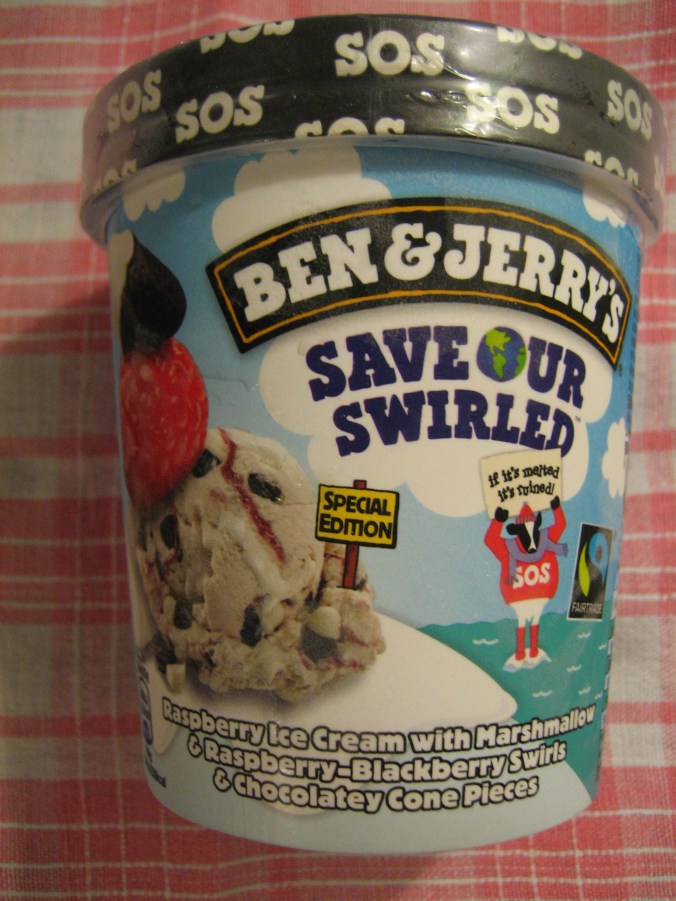 SOS
SOS SOS SOS SOS
SOS
BEN & JERRY'S
SAVE OUR
SWIRLED™
if it's melted
it's ruined!
SPECIAL
EDITION
SOS
FAIRTRADE
Raspberry Ice Cream with Marshmallow
& Raspberry-Blackberry Swirls
& Chocolatey Cone Pieces